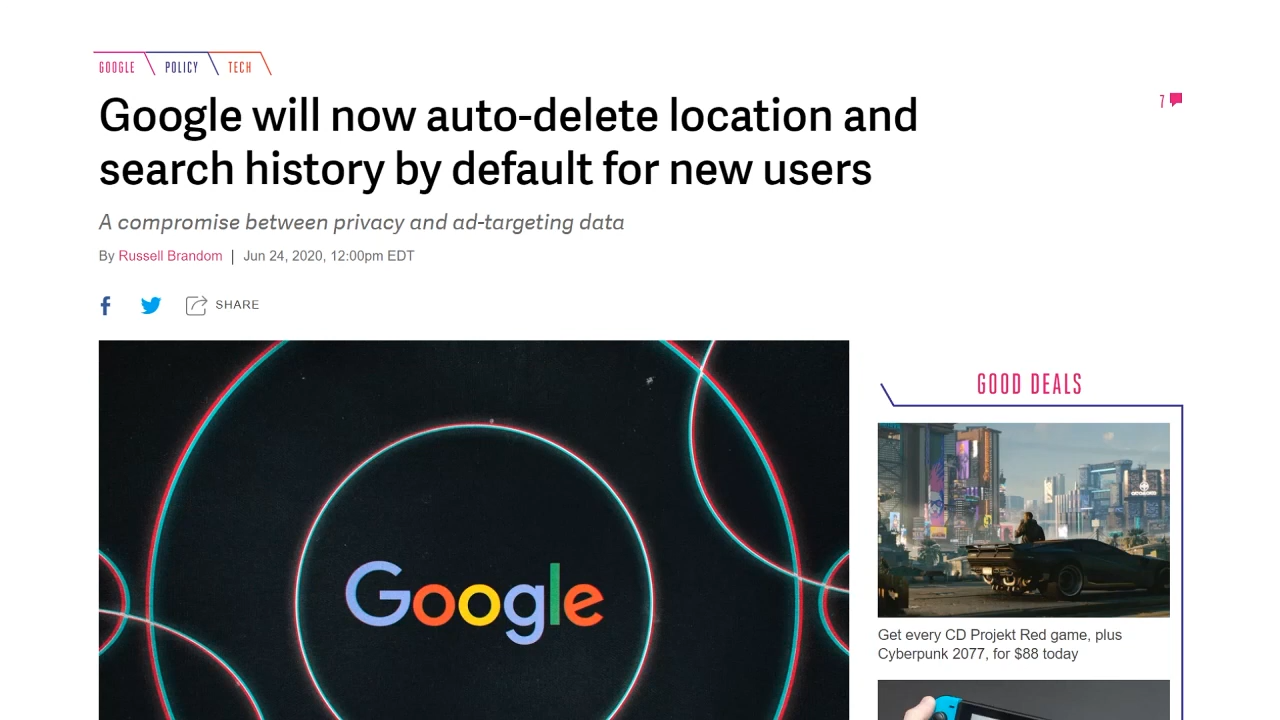 GOOGLE POLICY TECH
Google will now auto-delete location and
search history by default for new users
7
A compromise between privacy and ad-targeting data
By Russell Brandom | Jun 24, 2020, 12:00pm EDT
SHARE
Google
GOOD DEALS
Get every CD Projekt Red game, plus
Cyberpunk 2077, for $88 today